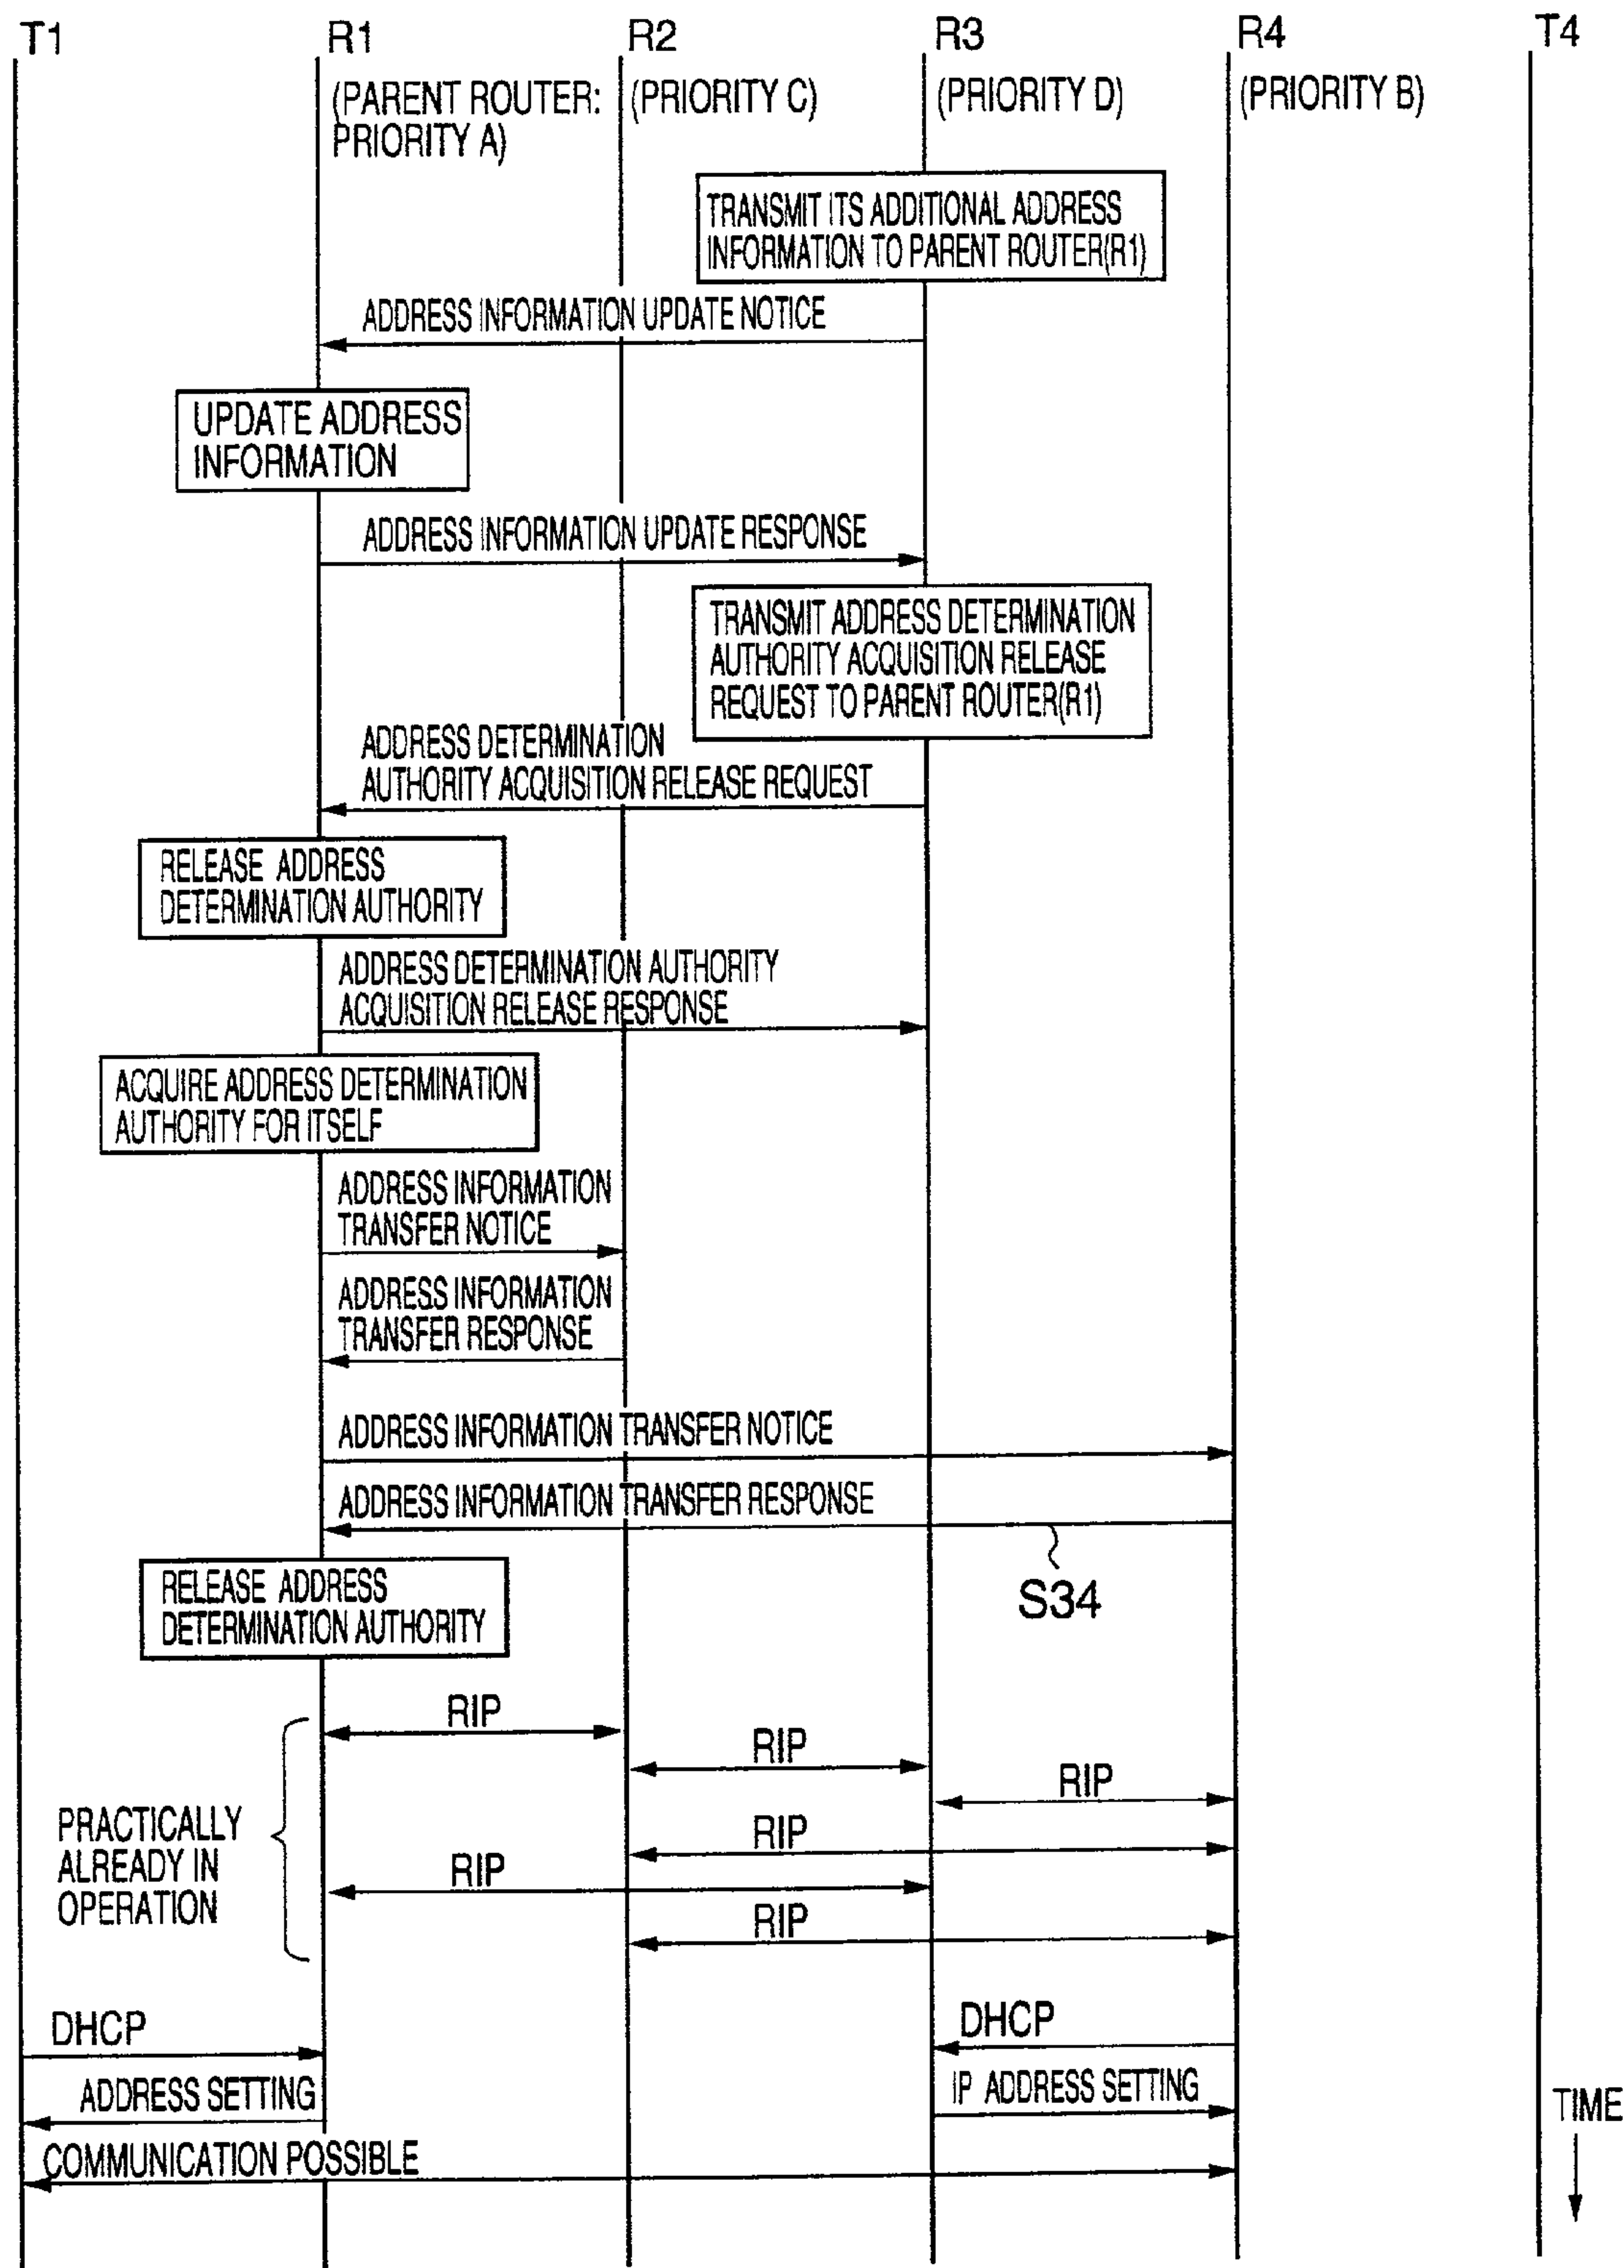 T1
R1
R2
R3
R4
T4
(PARENT ROUTER:
PRIORITY A)
(PRIORITY C)
(PRIORITY D)
(PRIORITY B)
TRANSMIT ITS ADDITIONAL ADDRESS
INFORMATION TO PARENT ROUTER(R1)
ADDRESS INFORMATION UPDATE NOTICE
UPDATE ADDRESS
INFORMATION
ADDRESS INFORMATION UPDATE RESPONSE
TRANSMIT ADDRESS DETERMINATION
AUTHORITY ACQUISITION RELEASE
REQUEST TO PARENT ROUTER(R1)
ADDRESS DETERMINATION
AUTHORITY ACQUISITION RELEASE REQUEST
RELEASE ADDRESS
DETERMINATION AUTHORITY
ADDRESS DETERMINATION AUTHORITY
ACQUISITION RELEASE RESPONSE
ACQUIRE ADDRESS DETERMINATION
AUTHORITY FOR ITSELF
ADDRESS INFORMATION
TRANSFER NOTICE
ADDRESS INFORMATION
TRANSFER RESPONSE
ADDRESS INFORMATION TRANSFER NOTICE
ADDRESS INFORMATION TRANSFER RESPONSE
S34
RELEASE ADDRESS
DETERMINATION AUTHORITY
RIP
RIP
RIP
RIP
RIP
RIP
PRACTICALLY
ALREADY IN
OPERATION
DHCP
DHCP
ADDRESS SETTING
IP ADDRESS SETTING
TIME
COMMUNICATION POSSIBLE